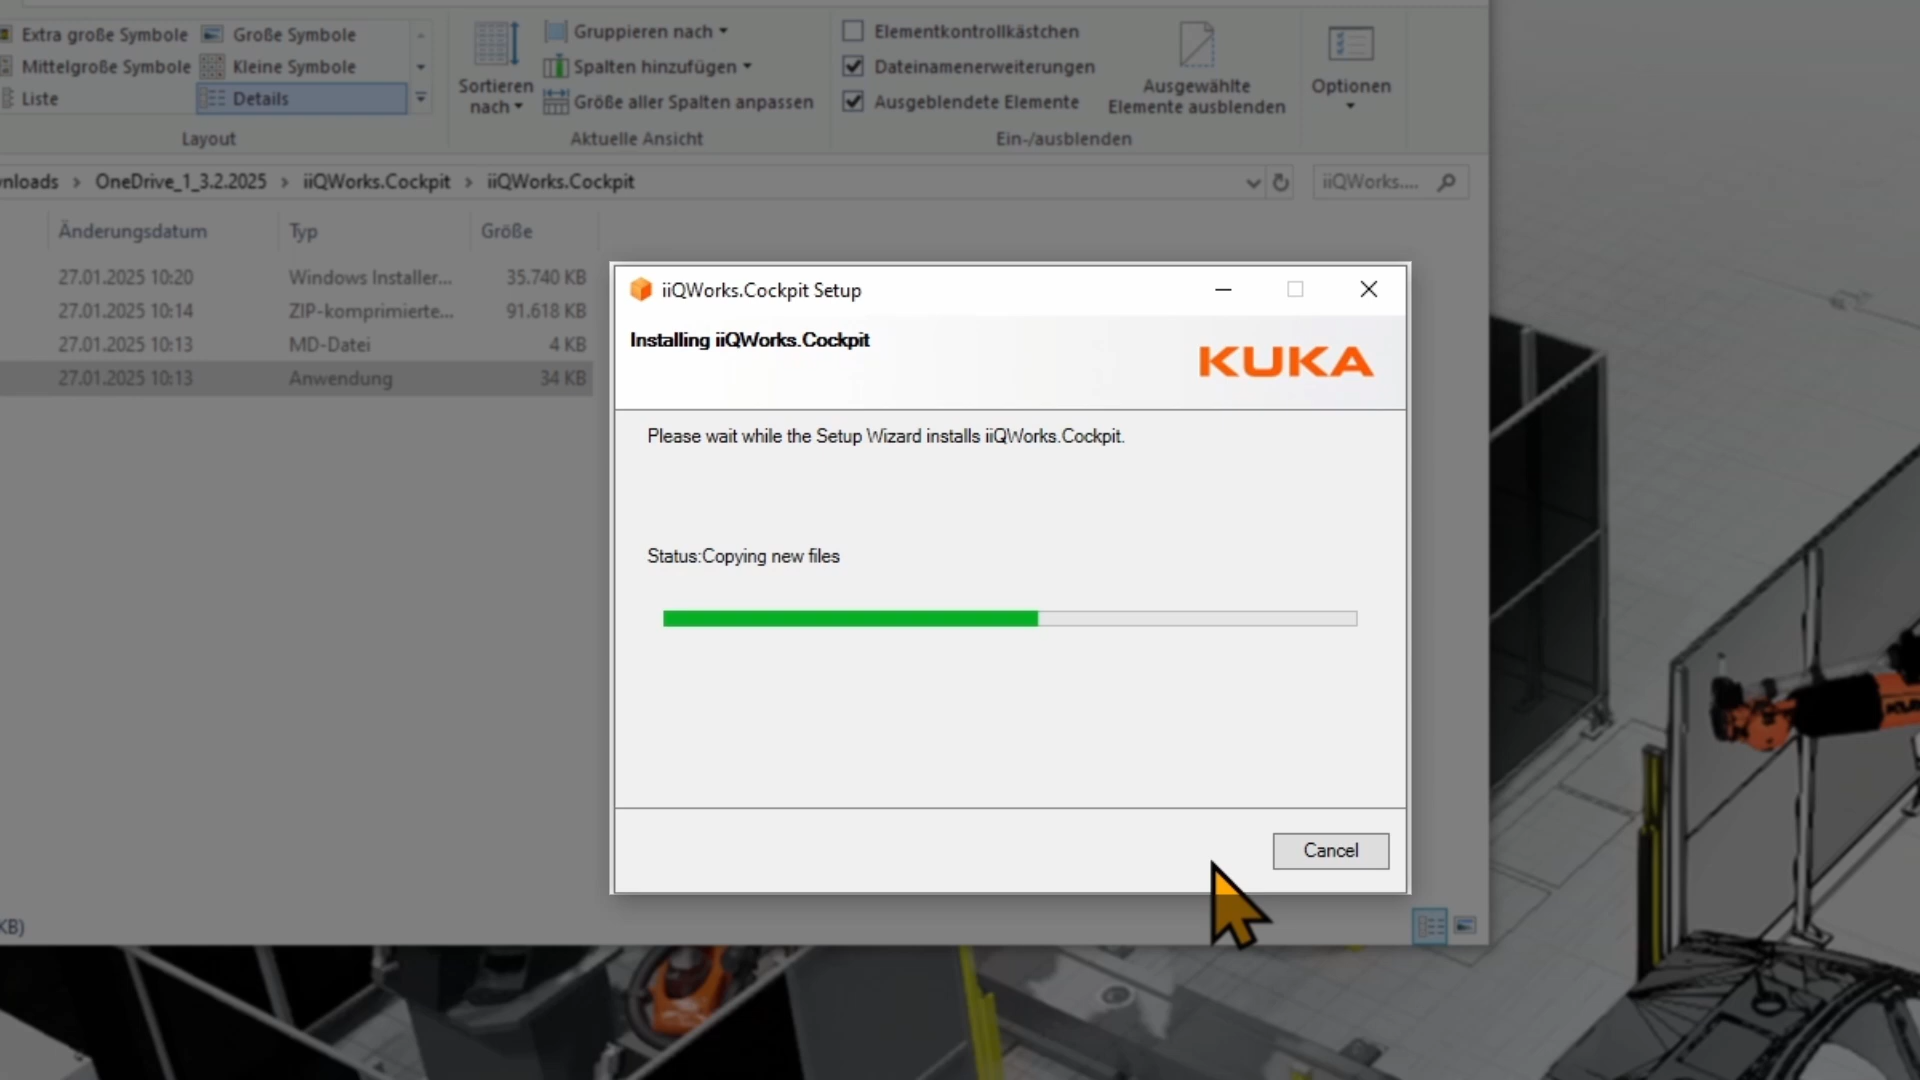 Extra große Symbole
Große Symbole
Mittelgroße Symbole
Kleine Symbole
Liste
Details
Layout
Sortieren
nach
Gruppieren nach
Spalten hinzufügen
Größe aller Spalten anpassen
Aktuelle Ansicht
Elementkontrollkästchen
Dateinamenerweiterungen
Ausgeblendete Elemente
Ausgewählte
Elemente ausblenden
Ein-/ausblenden
Optionen
nloads > OneDrive_1_3.2.2025 > iiQWorks.Cockpit > iiQWorks.Cockpit
iiQWorks....
Änderungsdatum Typ Größe
27.01.2025 10:20 Windows Installer... 35.740 KB
27.01.2025 10:14 ZIP-komprimierte... 91.618 KB
27.01.2025 10:13 MD-Datei 4 KB
27.01.2025 10:13 Anwendung 34 KB
KB)
iiQWorks.Cockpit Setup
Installing iiQWorks.Cockpit
KUKA
Please wait while the Setup Wizard installs iiQWorks.Cockpit.
Status:Copying new files
Cancel